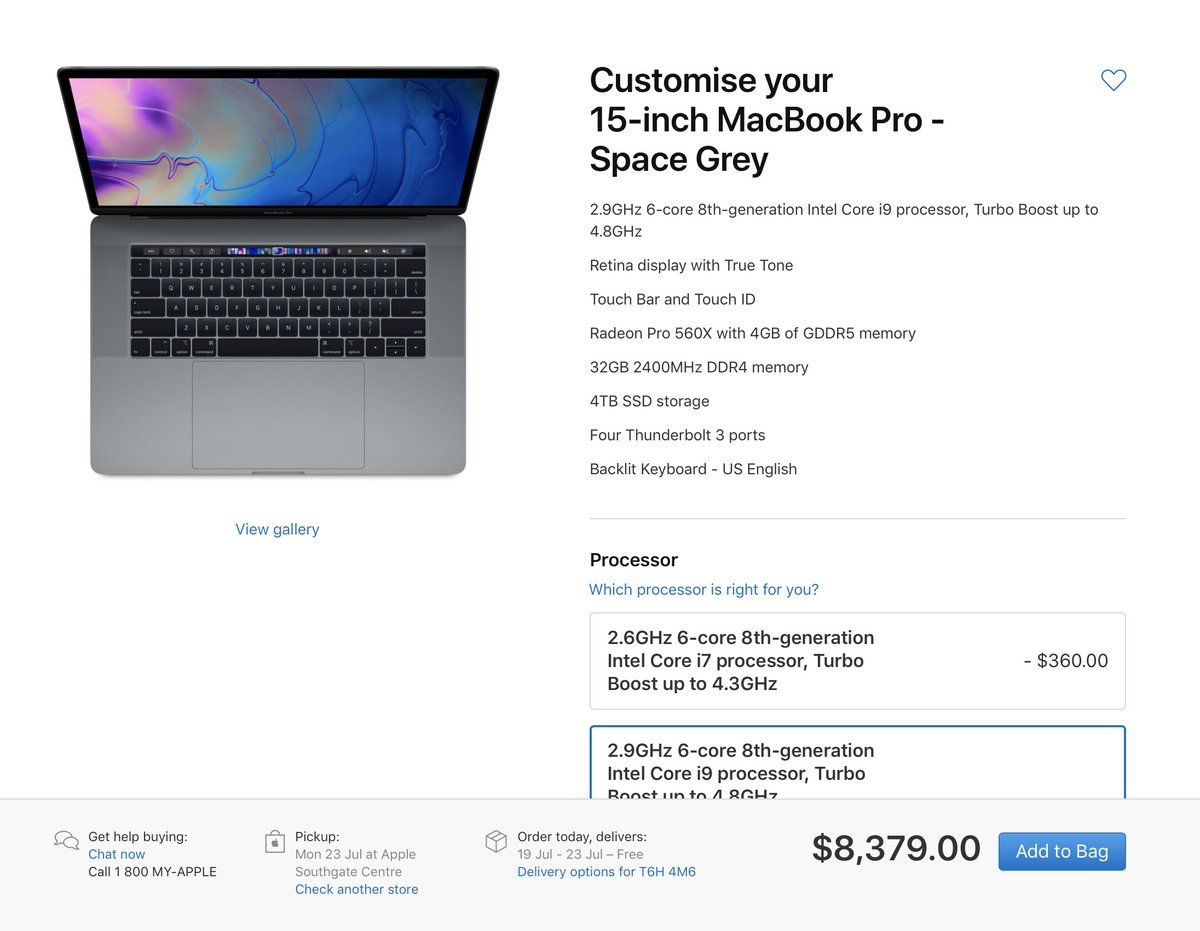 Customise your
15-inch MacBook Pro -
Space Grey
2.9GHz 6-core 8th-generation Intel Core i9 processor, Turbo Boost up to
4.8GHz
Retina display with True Tone
Touch Bar and Touch ID
Radeon Pro 560X with 4GB of GDDR5 memory
32GB 2400MHz DDR4 memory
4TB SSD storage
Four Thunderbolt 3 ports
Backlit Keyboard - US English
View gallery
Processor
Which processor is right for you?
2.6GHz 6-core 8th-generation
Intel Core i7 processor, Turbo
Boost up to 4.3GHz
- $360.00
2.9GHz 6-core 8th-generation
Intel Core i9 processor, Turbo
Boost up to 4.8GHz
Get help buying:
Chat now
Call 1 800 MY-APPLE
Pickup:
Mon 23 Jul at Apple
Southgate Centre
Check another store
Order today, delivers:
19 Jul - 23 Jul – Free
Delivery options for T6H 4M6
$8,379.00
Add to Bag